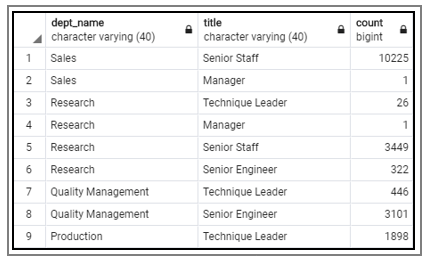 dept_name title count
character varying (40) character varying (40) bigint
1 Sales Senior Staff 10225
2 Sales Manager 1
3 Research Technique Leader 26
4 Research Manager 1
5 Research Senior Staff 3449
6 Research Senior Engineer 322
7 Quality Management Technique Leader 446
8 Quality Management Senior Engineer 3101
9 Production Technique Leader 1898